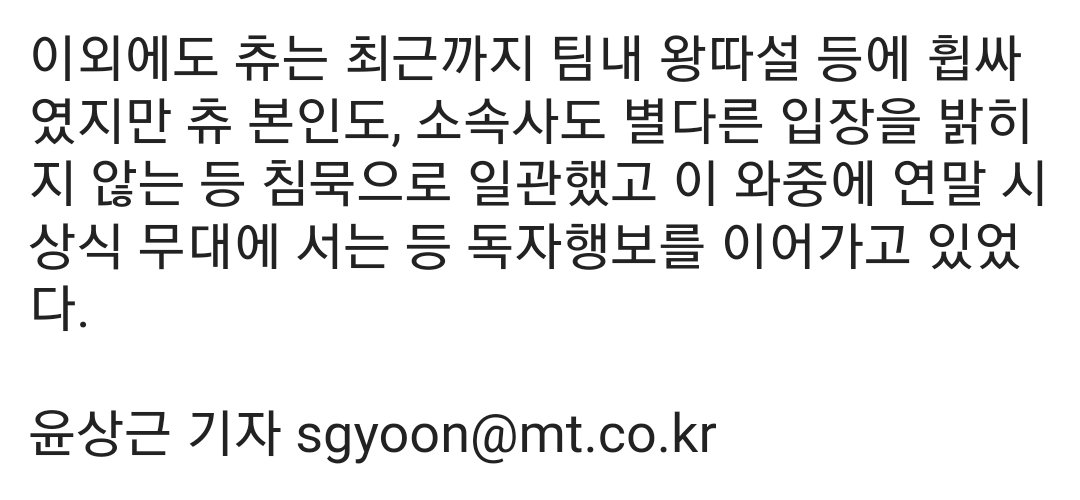 이외에도 츄는 최근까지 팀내 왕따설 등에 휩싸
였지만 츄 본인도, 소속사도 별다른 입장을 밝히
지 않는 등 침묵으로 일관했고 이 와중에 연말 시
상식 무대에 서는 등 독자행보를 이어가고 있었
다.
윤상근 기자 sgyoon@mt.co.kr